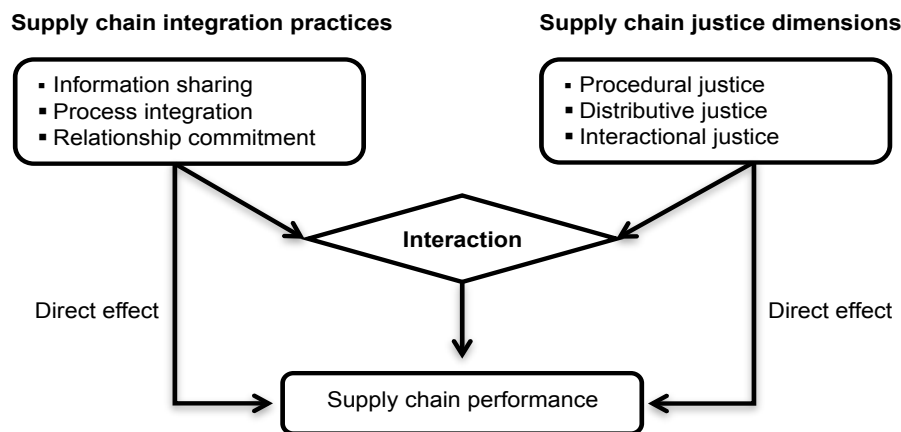 Supply chain integration practices
Supply chain justice dimensions
▪ Information sharing
▪ Process integration
▪ Relationship commitment
▪ Procedural justice
▪ Distributive justice
▪ Interactional justice
Interaction
Direct effect
Direct effect
Supply chain performance